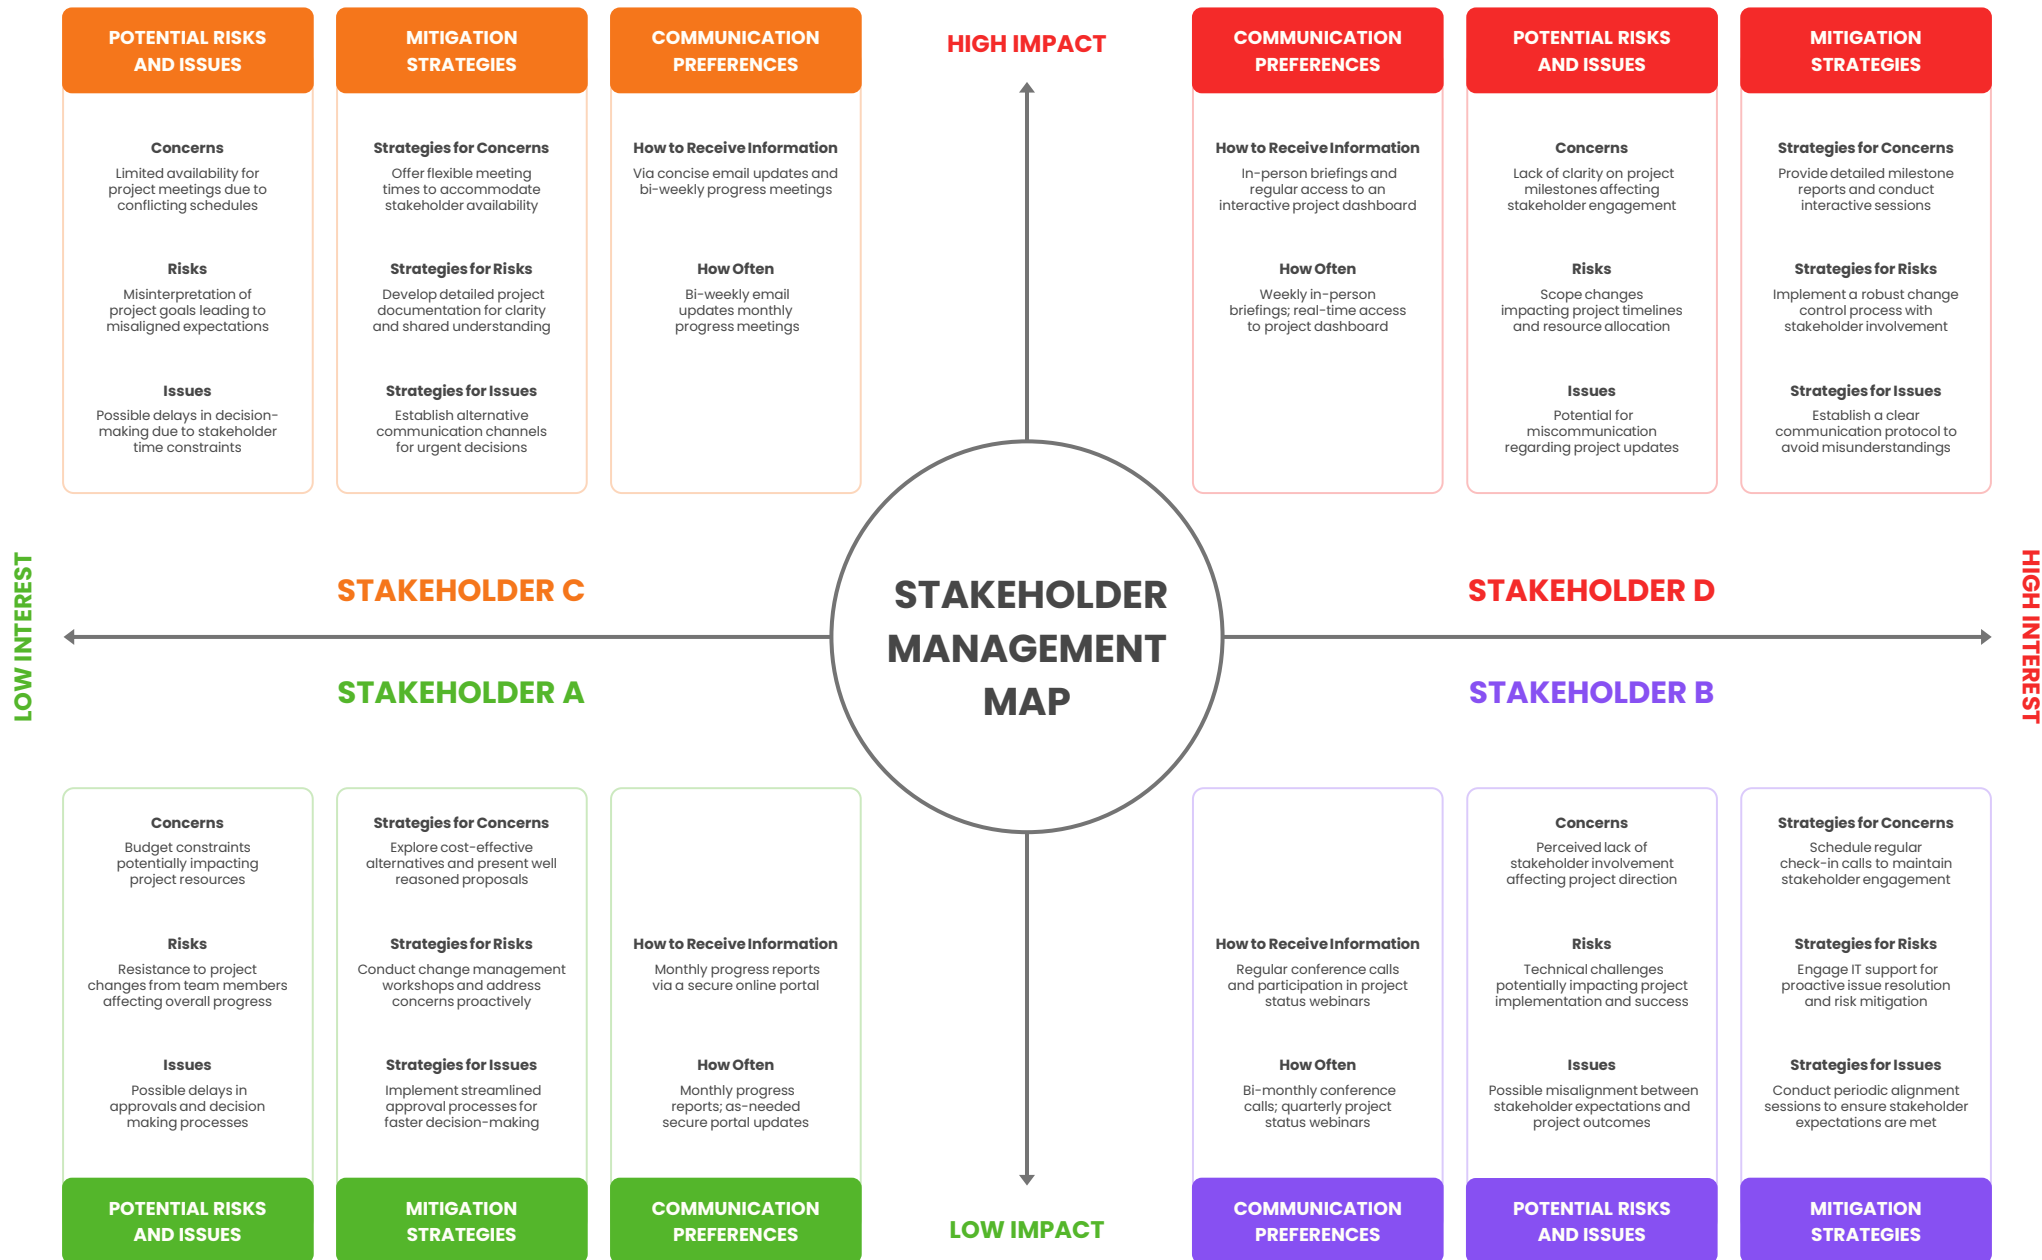 POTENTIAL RISKS
AND ISSUES
Concerns
Limited availability for
project meetings due to
conflicting schedules
Risks
Misinterpretation of
project goals leading to
misaligned expectations
Issues
Possible delays in decision-
making due to stakeholder
time constraints
MITIGATION
STRATEGIES
Strategies for Concerns
Offer flexible meeting
times to accommodate
stakeholder availability
Strategies for Risks
Develop detailed project
documentation for clarity
and shared understanding
Strategies for Issues
Establish alternative
communication channels
for urgent decisions
COMMUNICATION
PREFERENCES
How to Receive Information
Via concise email updates and
bi-weekly progress meetings
How Often
Bi-weekly email
updates monthly
progress meetings
HIGH IMPACT
COMMUNICATION
PREFERENCES
How to Receive Information
In-person briefings and
regular access to an
interactive project dashboard
How Often
Weekly in-person
briefings; real-time access
to project dashboard
POTENTIAL RISKS
AND ISSUES
Concerns
Lack of clarity on project
milestones affecting
stakeholder engagement
Risks
Scope changes
impacting project timelines
and resource allocation
Issues
Potential for
miscommunication
regarding project updates
MITIGATION
STRATEGIES
Strategies for Concerns
Provide detailed milestone
reports and conduct
interactive sessions
Strategies for Risks
Implement a robust change
control process with
stakeholder involvement
Strategies for Issues
Establish a clear
communication protocol to
avoid misunderstandings
LOW INTEREST
STAKEHOLDER C
STAKEHOLDER A
STAKEHOLDER
MANAGEMENT
MAP
STAKEHOLDER D
STAKEHOLDER B
HIGH INTEREST
Concerns
Budget constraints
potentially impacting
project resources
Risks
Resistance to project
changes from team members
affecting overall progress
Issues
Possible delays in
approvals and decision
making processes
POTENTIAL RISKS
AND ISSUES
Strategies for Concerns
Explore cost-effective
alternatives and present well
reasoned proposals
Strategies for Risks
Conduct change management
workshops and address
concerns proactively
Strategies for Issues
Implement streamlined
approval processes for
faster decision-making
MITIGATION
STRATEGIES
How to Receive Information
Monthly progress reports
via a secure online portal
How Often
Monthly progress
reports; as-needed
secure portal updates
COMMUNICATION
PREFERENCES
LOW IMPACT
How to Receive Information
Regular conference calls
and participation in project
status webinars
How Often
Bi-monthly conference
calls; quarterly project
status webinars
COMMUNICATION
PREFERENCES
Concerns
Perceived lack of
stakeholder involvement
affecting project direction
Risks
Technical challenges
potentially impacting project
implementation and success
Issues
Possible misalignment between
stakeholder expectations and
project outcomes
POTENTIAL RISKS
AND ISSUES
Strategies for Concerns
Schedule regular
check-in calls to maintain
stakeholder engagement
Strategies for Risks
Engage IT support for
proactive issue resolution
and risk mitigation
Strategies for Issues
Conduct periodic alignment
sessions to ensure stakeholder
expectations are met
MITIGATION
STRATEGIES